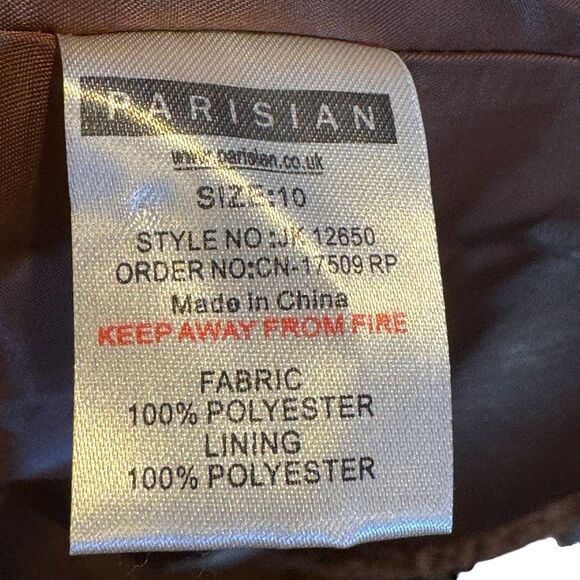 PARISIAN
www.parisian.co.uk
SIZE:10
STYLE NO:JK 12650
ORDER NO:CN-17509 RP
Made in China
KEEP AWAY FROM FIRE
FABRIC
100% POLYESTER
LINING
100% POLYESTER